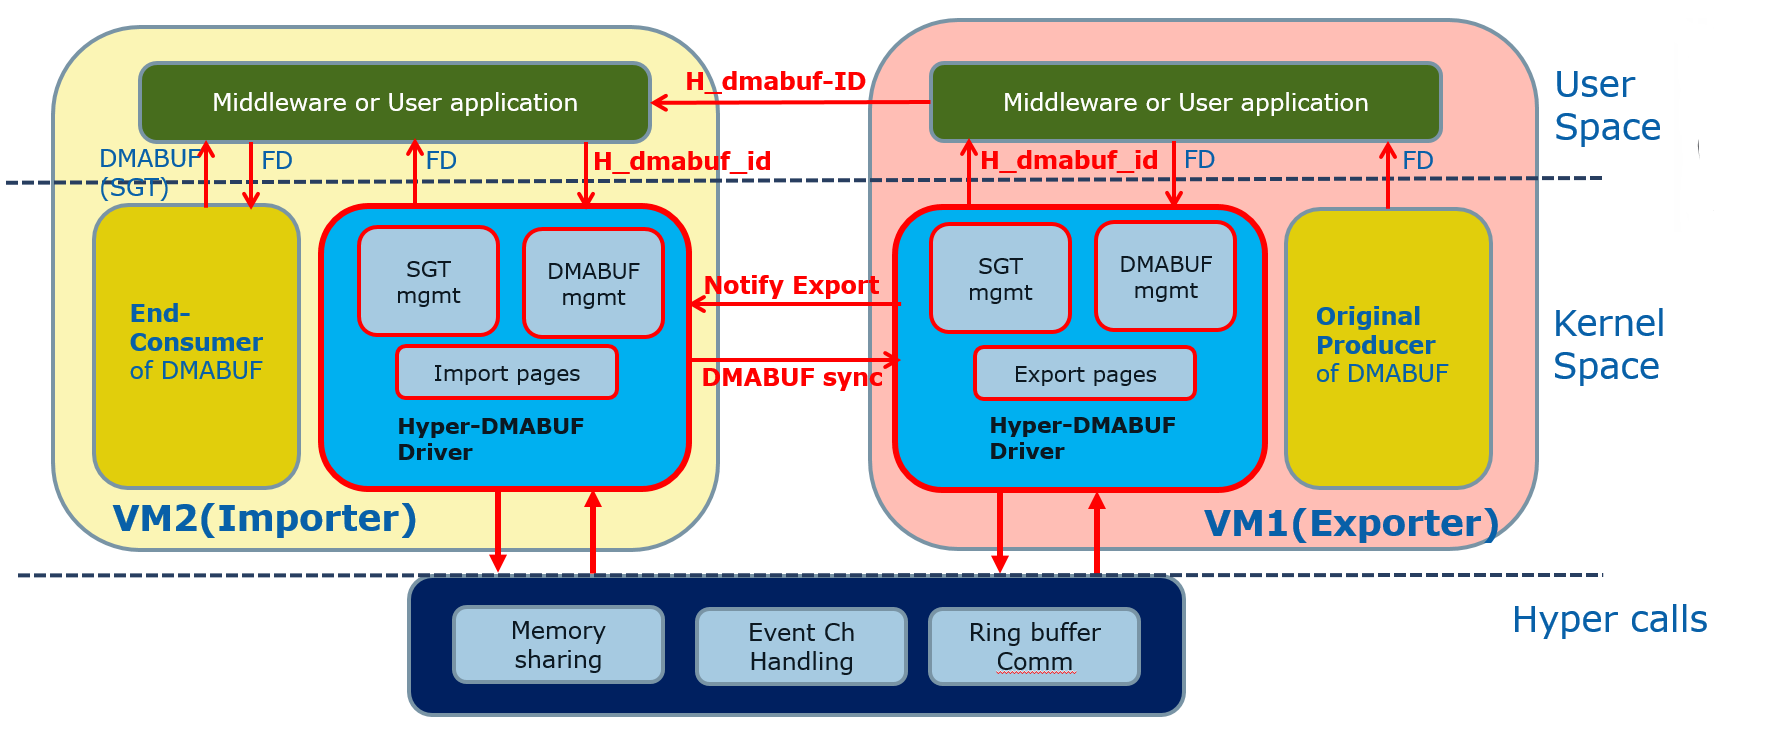 H_dmabuf-ID
User
Space
Middleware or User application
Middleware or User application
DMABUF
(SGT)
FD
FD
H_dmabuf_id
H_dmabuf_id
FD
FD
SGT
mgmt
DMABUF
mgmt
Import pages
Hyper-DMABUF
Driver
End-
Consumer
of DMABUF
VM2(Importer)
Notify Export
DMABUF sync
SGT
mgmt
DMABUF
mgmt
Export pages
Hyper-DMABUF
Driver
Original
Producer
of DMABUF
VM1(Exporter)
Kernel
Space
Memory
sharing
Event Ch
Handling
Ring buffer
Comm
Hyper calls